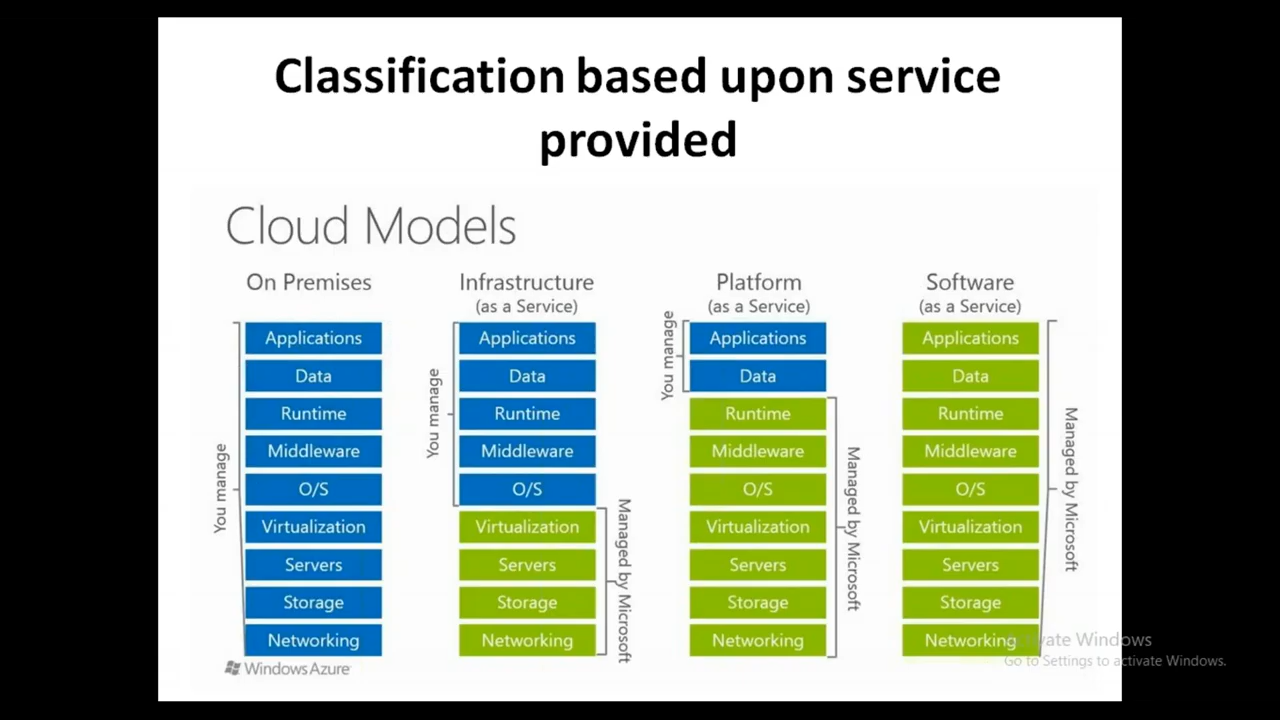 Classification based upon service
provided
Cloud Models
On Premises
You manage
Applications
Data
Runtime
Middleware
O/S
Virtualization
Servers
Storage
Networking
Infrastructure
(as a Service)
You manage
Applications
Data
Runtime
Middleware
O/S
Virtualization
Servers
Storage
Networking
Managed by Microsoft
Platform
(as a Service)
You manage
Applications
Data
Runtime
Middleware
O/S
Virtualization
Servers
Storage
Networking
Managed by Microsoft
Software
(as a Service)
Applications
Data
Runtime
Middleware
O/S
Virtualization
Servers
Storage
Networking
Managed by Microsoft
Windows Azure
Activate Windows
Go to Settings to activate Windows.